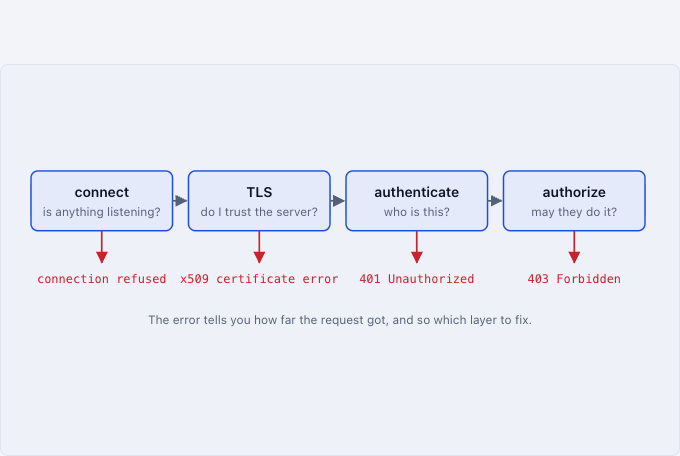 connect
is anything listening?
TLS
do I trust the server?
authenticate
who is this?
authorize
may they do it?
connection refused
x509 certificate error
401 Unauthorized
403 Forbidden
The error tells you how far the request got, and so which layer to fix.